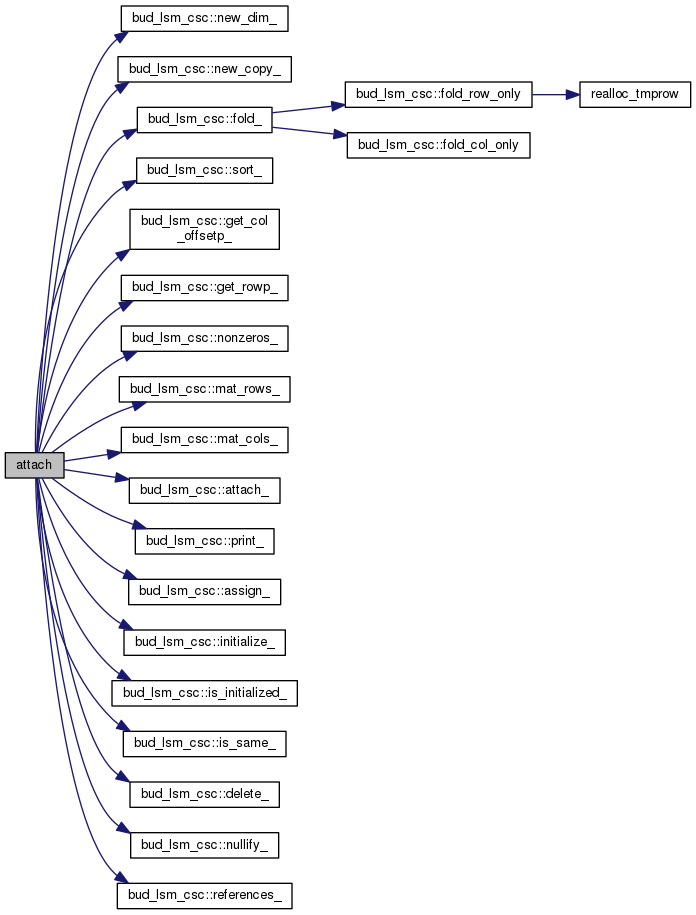 bud_lsm_csc::new_dim_
bud_lsm_csc::new_copy_
bud_lsm_csc::fold_row_only
realloc_tmprow
bud_lsm_csc::fold_
bud_lsm_csc::fold_col_only
bud_lsm_csc::sort_
bud_lsm_csc::get_col
_offsetp_
bud_lsm_csc::get_rowp_
bud_lsm_csc::nonzeros_
bud_lsm_csc::mat_rows_
bud_lsm_csc::mat_cols_
attach
bud_lsm_csc::attach_
bud_lsm_csc::print_
bud_lsm_csc::assign_
bud_lsm_csc::initialize_
bud_lsm_csc::is_initialized_
bud_lsm_csc::is_same_
bud_lsm_csc::delete_
bud_lsm_csc::nullify_
bud_lsm_csc::references_